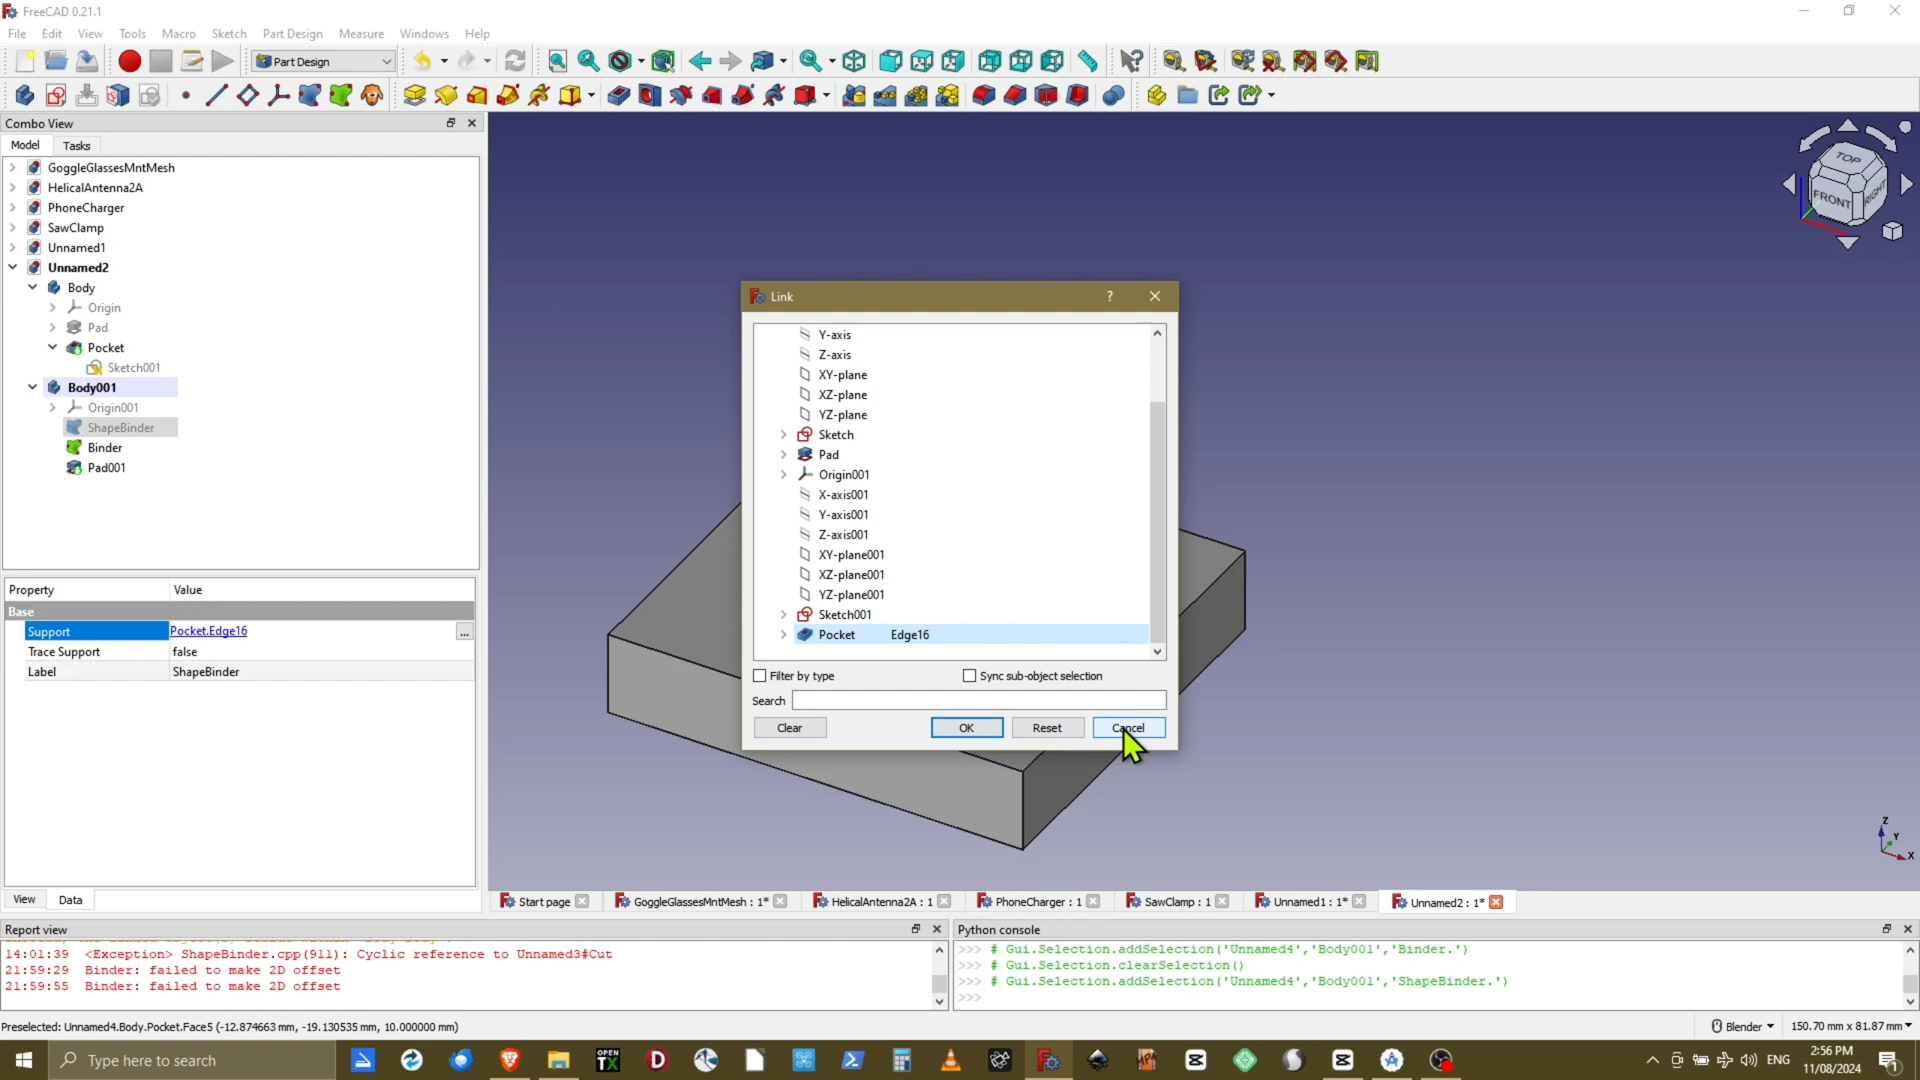 FreeCAD 0.21.1
File Edit View Tools Macro Sketch Part Design Measure Windows Help
Part Design
Combo View
Model Tasks
GoggleGlassesMntMesh
HelicalAntenna2A
PhoneCharger
SawClamp
Unnamed1
Unnamed2
Body
Origin
Pad
Pocket
Sketch001
Body001
Origin001
ShapeBinder
Binder
Pad001
Property Value
Base
Support Pocket.Edge16 ...
Trace Support false
Label ShapeBinder
View Data
TOP
FRONT RIGHT
Link ?
Y-axis
Z-axis
XY-plane
XZ-plane
YZ-plane
Sketch
Pad
Origin001
X-axis001
Y-axis001
Z-axis001
XY-plane001
XZ-plane001
YZ-plane001
Sketch001
Pocket Edge16
Filter by type Sync sub-object selection
Search
Clear OK Reset Cancel
Z
Y
X
Start page GoggleGlassesMntMesh : 1* HelicalAntenna2A : 1 PhoneCharger : 1 SawClamp : 1 Unnamed1 : 1* Unnamed2 : 1*
Report view
14:01:39 <Exception> ShapeBinder.cpp(911): Cyclic reference to Unnamed3#Cut
21:59:29 Binder: failed to make 2D offset
21:59:55 Binder: failed to make 2D offset
Python console
>>> # Gui.Selection.addSelection('Unnamed4','Body001','Binder.')
>>> # Gui.Selection.clearSelection()
>>> # Gui.Selection.addSelection('Unnamed4','Body001','ShapeBinder.')
>>>
Preselected: Unnamed4.Body.Pocket.Face5 (-12.874663 mm, -19.130535 mm, 10.000000 mm)
Blender 150.70 mm x 81.87 mm
Type here to search
OPEN
TX
D
ENG
2:56 PM
11/08/2024
1